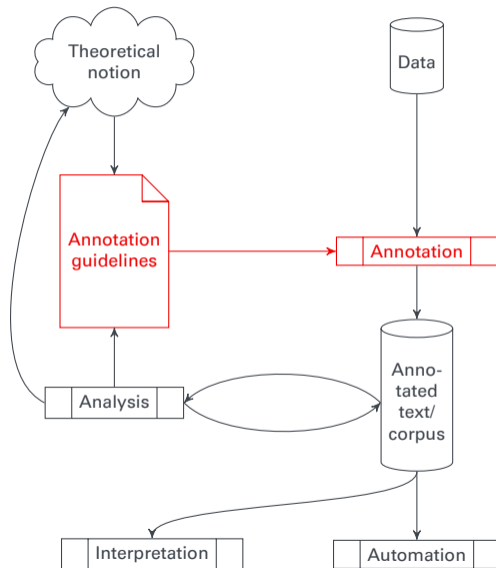 Theoretical
notion
Data
Annotation
guidelines
Annotation
Anno-
tated
text/
corpus
Analysis
Interpretation
Automation